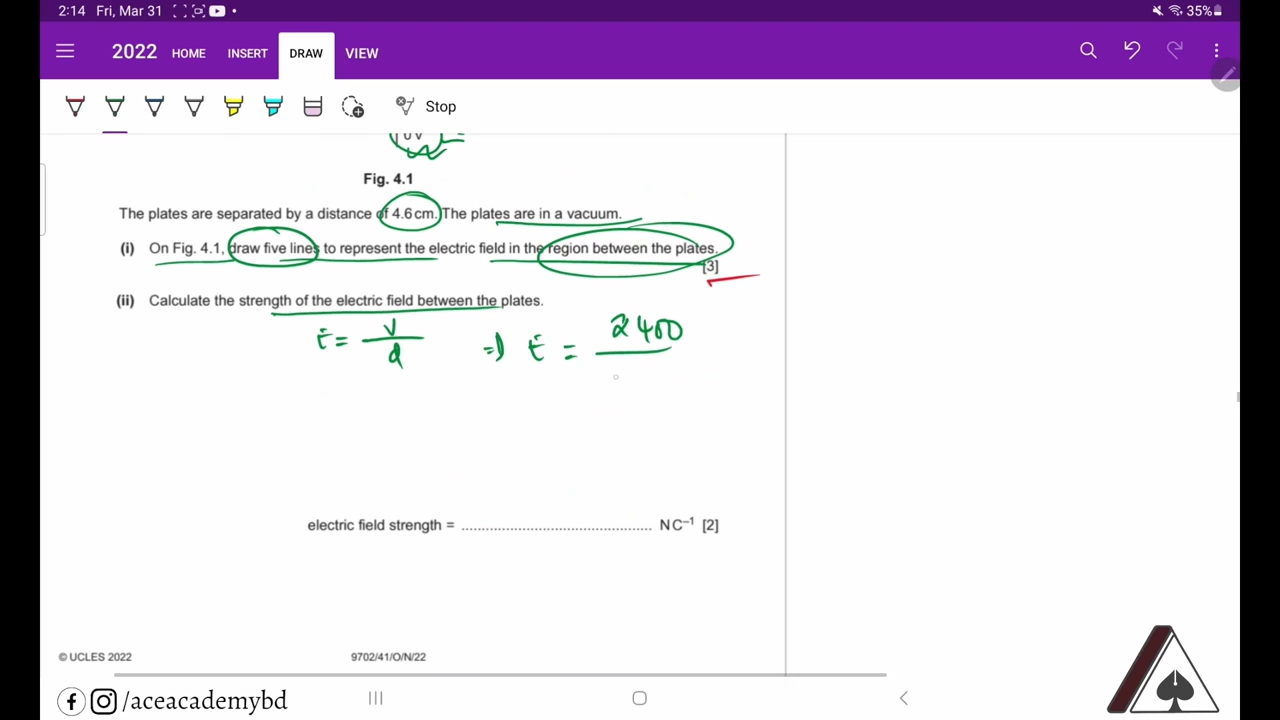 2:14 Fri, Mar 31 35%
2022 HOME INSERT DRAW VIEW
Stop
Fig. 4.1
The plates are separated by a distance of 4.6 cm. The plates are in a vacuum.
(i) On Fig. 4.1, draw five lines to represent the electric field in the region between the plates.
[3]
(ii) Calculate the strength of the electric field between the plates.
E = V/d ⇒ E = 2400
electric field strength = ............................................. N C⁻¹ [2]
© UCLES 2022 9702/41/O/N/22
/aceacademybd